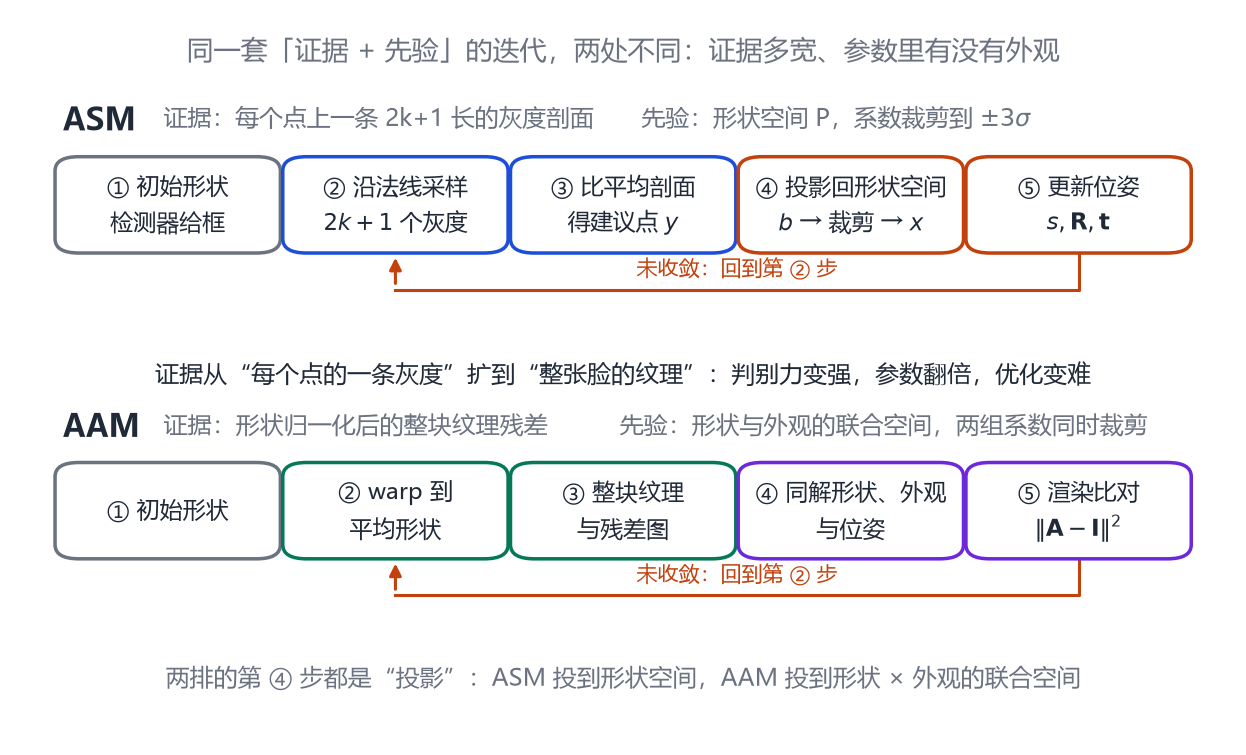 同一套「证据 + 先验」的迭代，两处不同：证据多宽、参数里有没有外观
ASM 证据：每个点上一条 2k+1 长的灰度剖面 先验：形状空间 P，系数裁剪到 ±3σ
① 初始形状
检测器给框
② 沿法线采样
2k + 1 个灰度
③ 比平均剖面
得建议点 y
④ 投影回形状空间
b → 裁剪 → x
⑤ 更新位姿
s, R, t
未收敛：回到第 ② 步
证据从“每个点的一条灰度”扩到“整张脸的纹理”：判别力变强，参数翻倍，优化变难
AAM 证据：形状归一化后的整块纹理残差 先验：形状与外观的联合空间，两组系数同时裁剪
① 初始形状
② warp 到
平均形状
③ 整块纹理
与残差图
④ 同解形状、外观
与位姿
⑤ 渲染比对
‖A − I‖²
未收敛：回到第 ② 步
两排的第 ④ 步都是“投影”：ASM 投到形状空间，AAM 投到形状 × 外观的联合空间